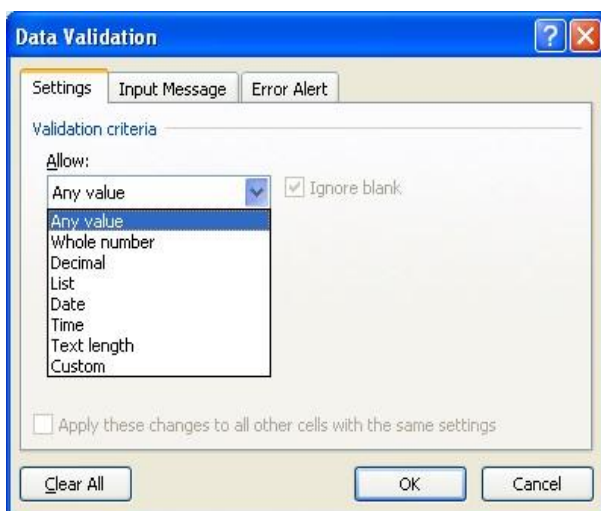 Data Validation
Settings Input Message Error Alert
Validation criteria
Allow:
Any value Ignore blank
Any value
Whole number
Decimal
List
Date
Time
Text length
Custom
Apply these changes to all other cells with the same settings
Clear All OK Cancel